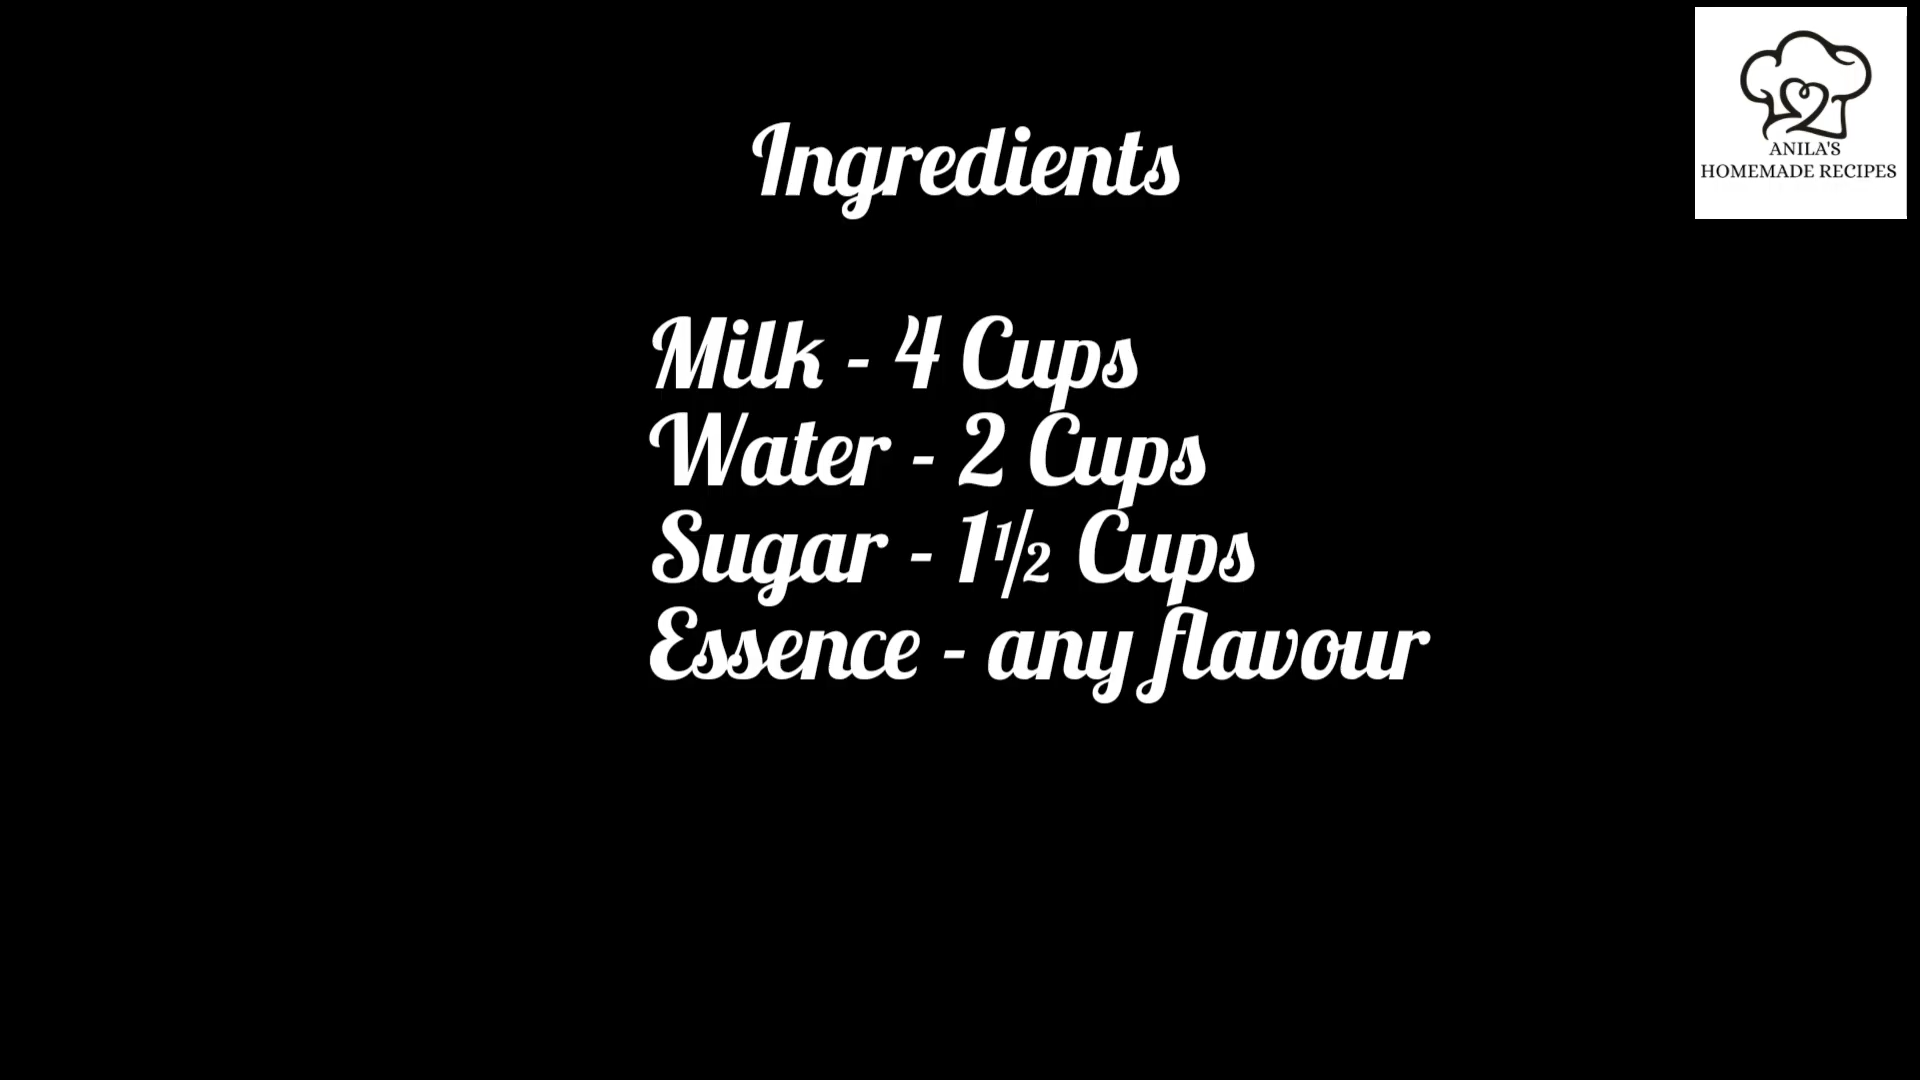 ANILA'S
HOMEMADE RECIPES
Ingredients
Milk - 4 Cups
Water - 2 Cups
Sugar - 1½ Cups
Essence - any flavour